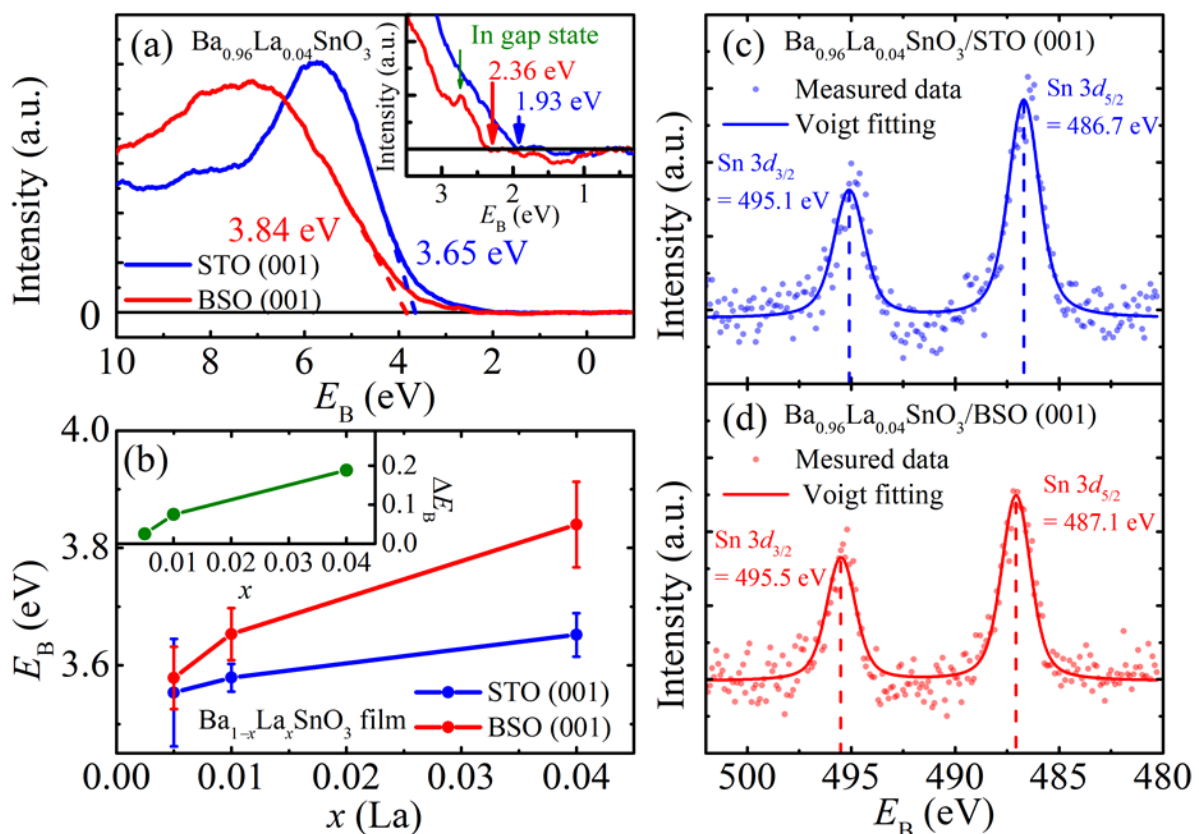 (a)
Ba₀.₉₆La₀.₀₄SnO₃
Intensity (a.u.)
0
3.84 eV
3.65 eV
STO (001)
BSO (001)
10 8 6 4 2 0
E_B (eV)
Intensity (a.u.)
In gap state
2.36 eV
1.93 eV
3 2 1
E_B (eV)
(b)
4.0
3.8
3.6
E_B (eV)
0.2
0.1
0.0
ΔE_B
0.01 0.02 0.03 0.04
x
STO (001)
BSO (001)
Ba₁₋ₓLaₓSnO₃ film
0.00 0.01 0.02 0.03 0.04
x (La)
(c)
Ba₀.₉₆La₀.₀₄SnO₃/STO (001)
Measured data
Voigt fitting
Sn 3d₅/₂
= 486.7 eV
Sn 3d₃/₂
= 495.1 eV
Intensity (a.u.)
(d)
Ba₀.₉₆La₀.₀₄SnO₃/BSO (001)
Mesured data
Voigt fitting
Sn 3d₅/₂
= 487.1 eV
Sn 3d₃/₂
= 495.5 eV
Intensity (a.u.)
500 495 490 485 480
E_B (eV)